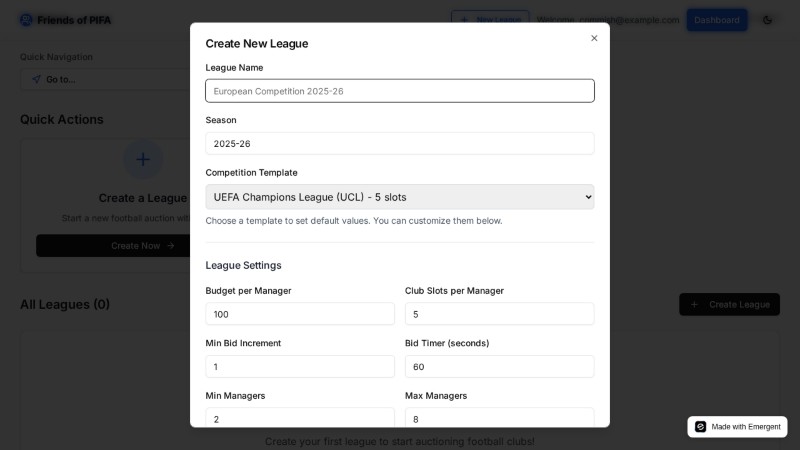 Friends of PIFA
New League
Welcome,
@example.com
Dashboard
Quick Navigation
Go to...
Quick Actions
Create a League
Start a new football auction
Create Now
All Leagues (0)
Create League
Create your first league to start auctioning football clubs!
Create New League
League Name
European Competition 2025-26
Season
2025-26
Competition Template
UEFA Champions League (UCL) - 5 slots
Choose a template to set default values. You can customize them below.
League Settings
Budget per Manager
Club Slots per Manager
100
5
Min Bid Increment
Bid Timer (seconds)
1
60
Min Managers
Max Managers
2
8
Made with Emergent